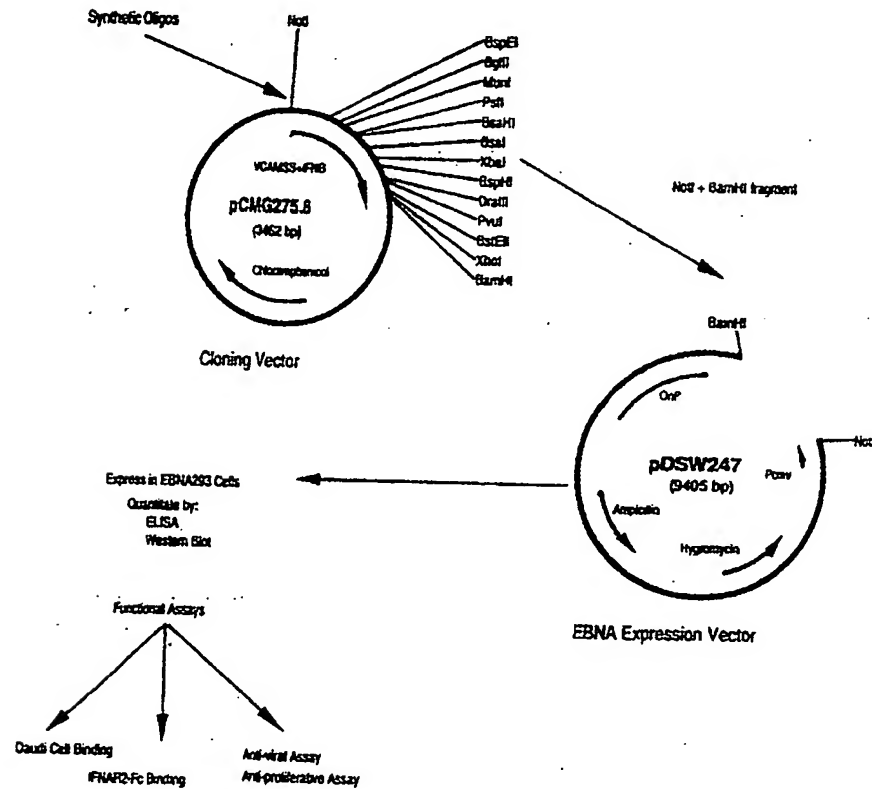 Synthetic Oligos
NotI
BspEI
BglII
MunI
PstI
BsaHI
BsaI
XbaI
BspHI
DraIII
PvuI
BstEII
XhoI
BamHI
VCAMSS+IFNB
pCMG275.8
(3462 bp)
Chloramphenicol
Cloning Vector
NotI + BamHI fragment
BamHI
OriP
NotI
pDSW247
(9405 bp)
Pcmv
Ampicillin
Hygromycin
EBNA Expression Vector
Express in EBNA293 Cells
Quantitate by:
ELISA
Western Blot
Functional Assays
Daudi Cell Binding
IFNAR2-Fc Binding
Anti-viral Assay
Anti-proliferative Assay